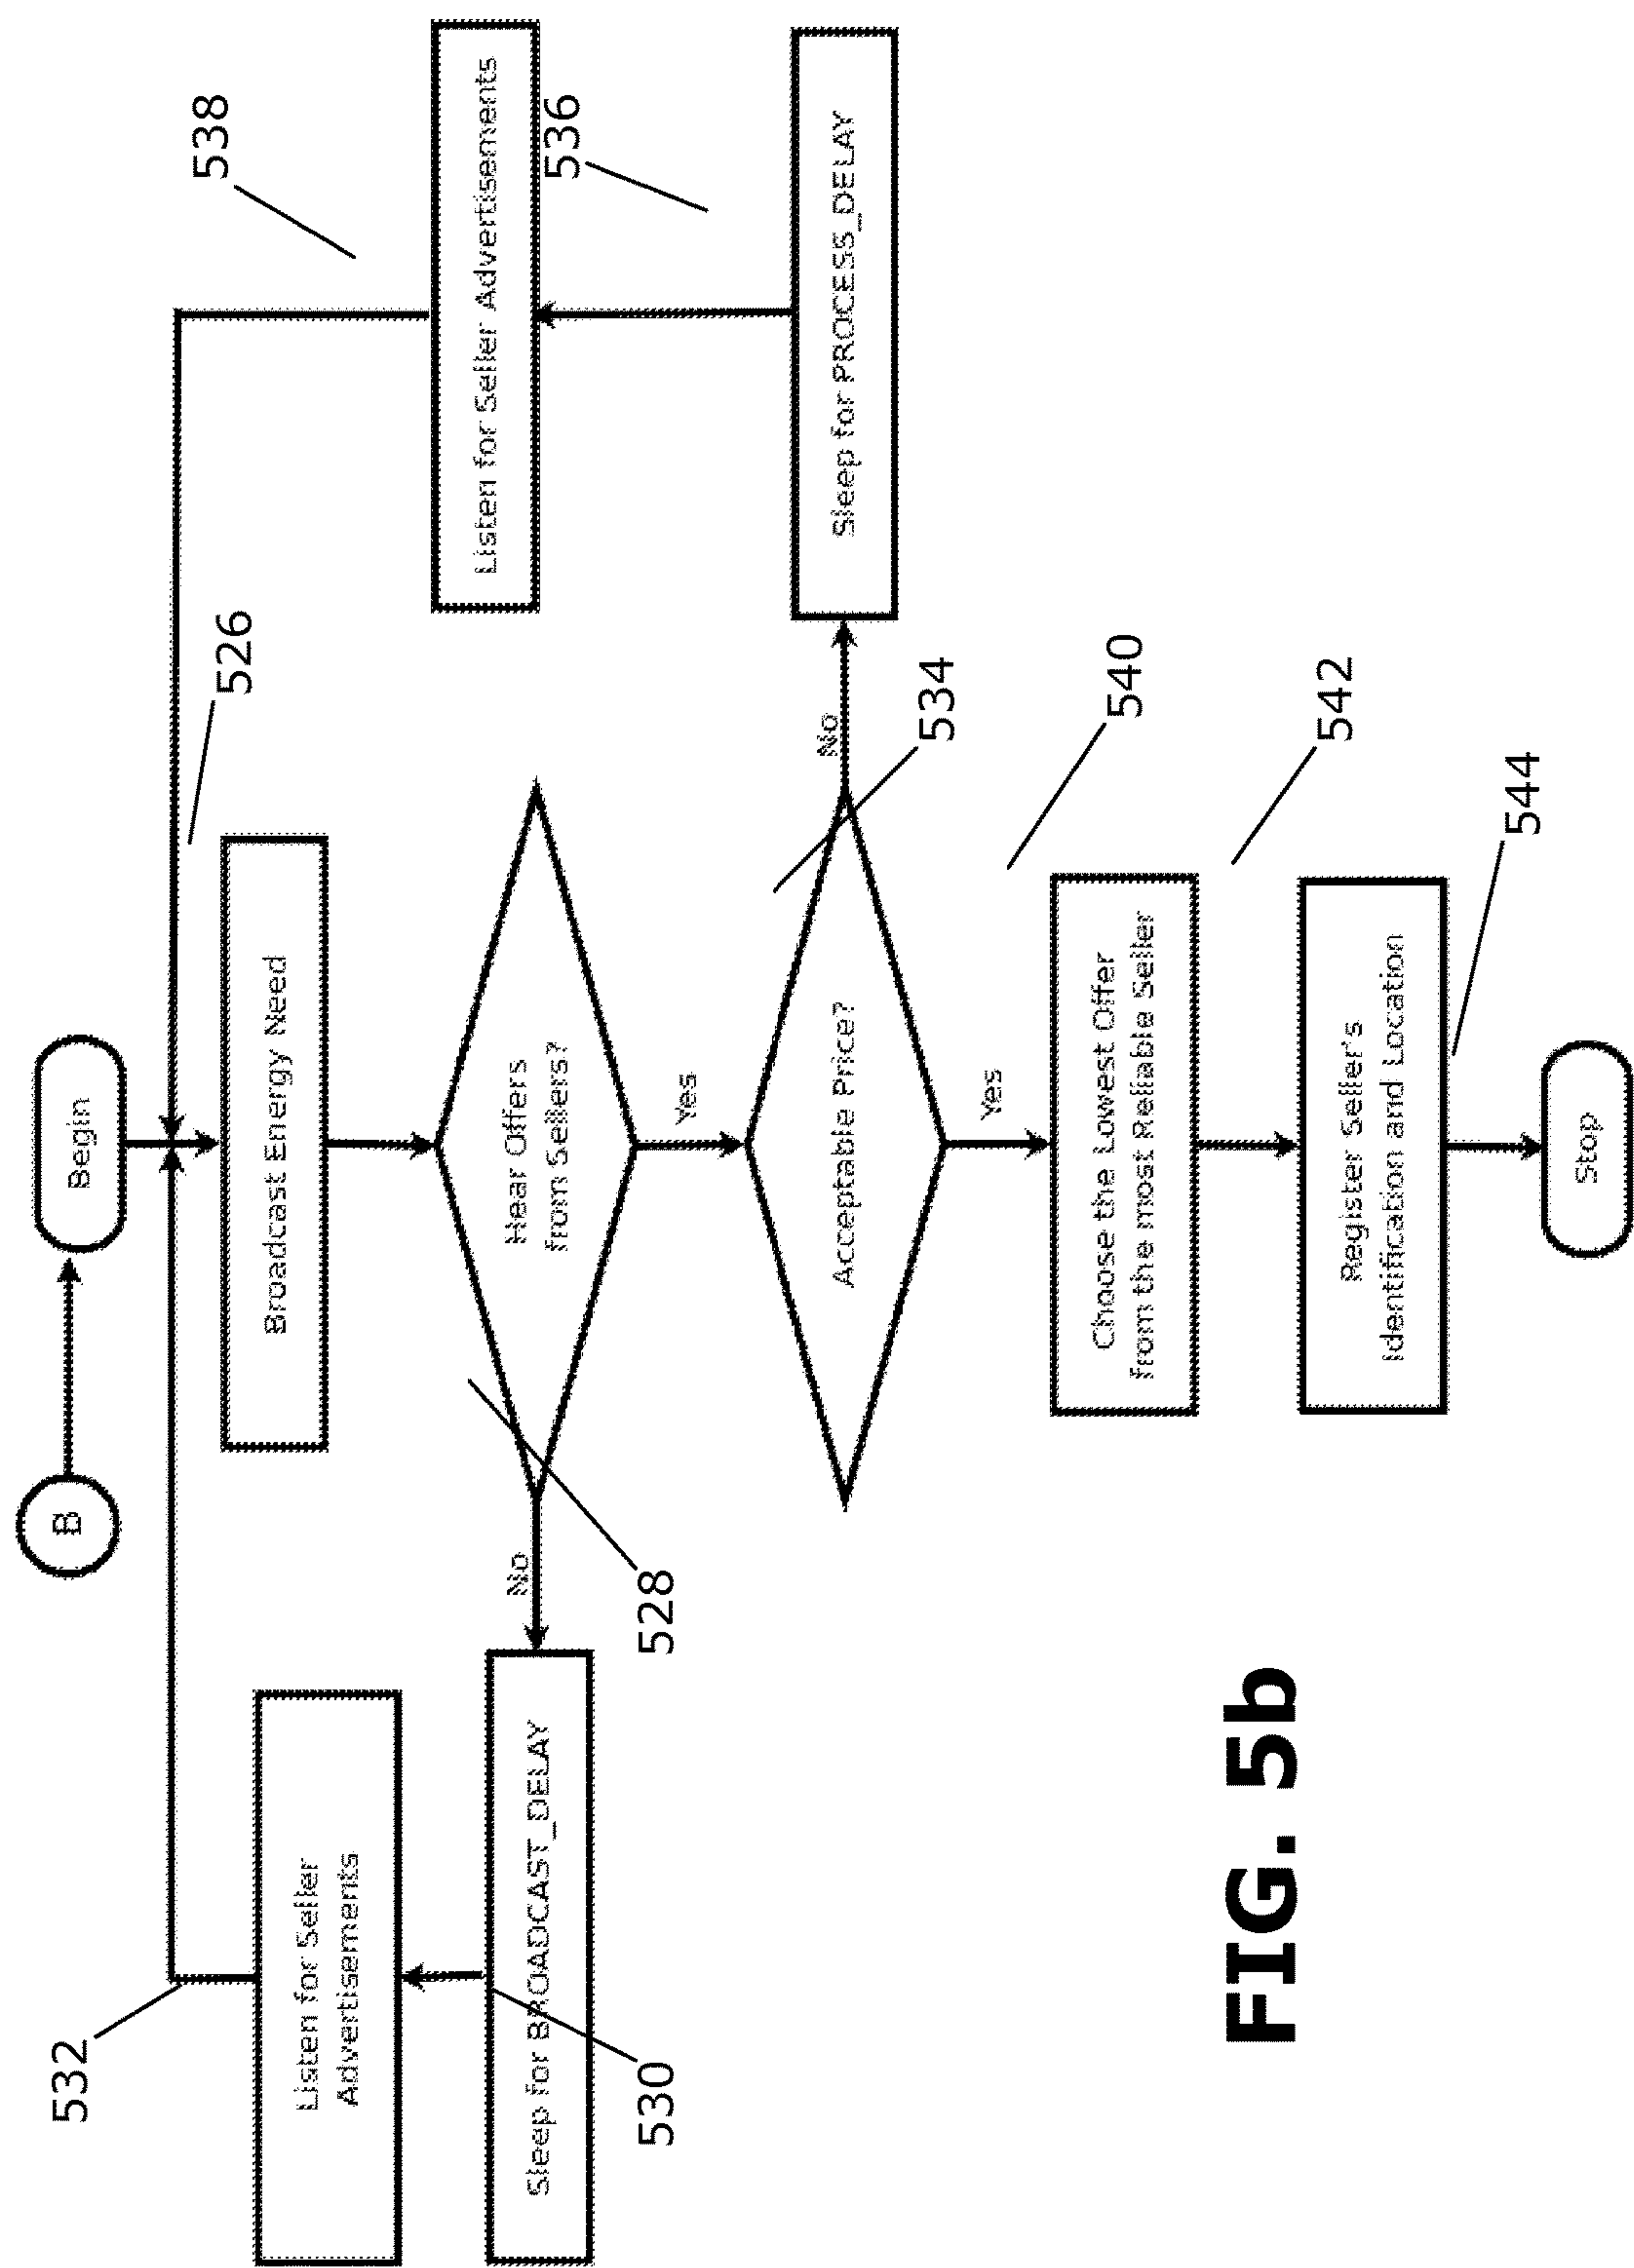 B
Begin
526
538
532
Broadcast Energy Need
Listen for Seller
Advertisements
Listen for Seller Advertisements
Hear Offers
from Sellers?
No
Yes
528
536
Sleep for BROADCAST_DELAY
530
Acceptable Price?
No
Yes
534
Sleep for PROCESS_DELAY
540
Choose the Lowest Offer
from the most Reliable Seller
542
Register Seller's
Identification and Location
544
Stop
FIG. 5b